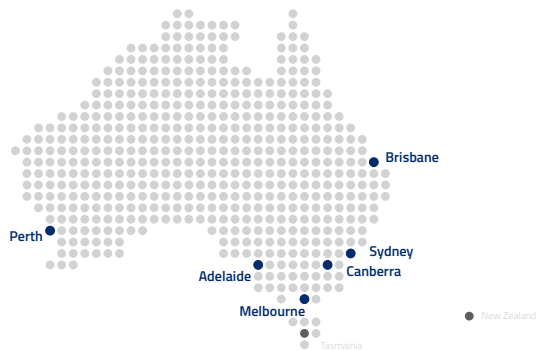 Brisbane
Perth
Sydney
Canberra
Adelaide
Melbourne
New Zealand
Tasmainia